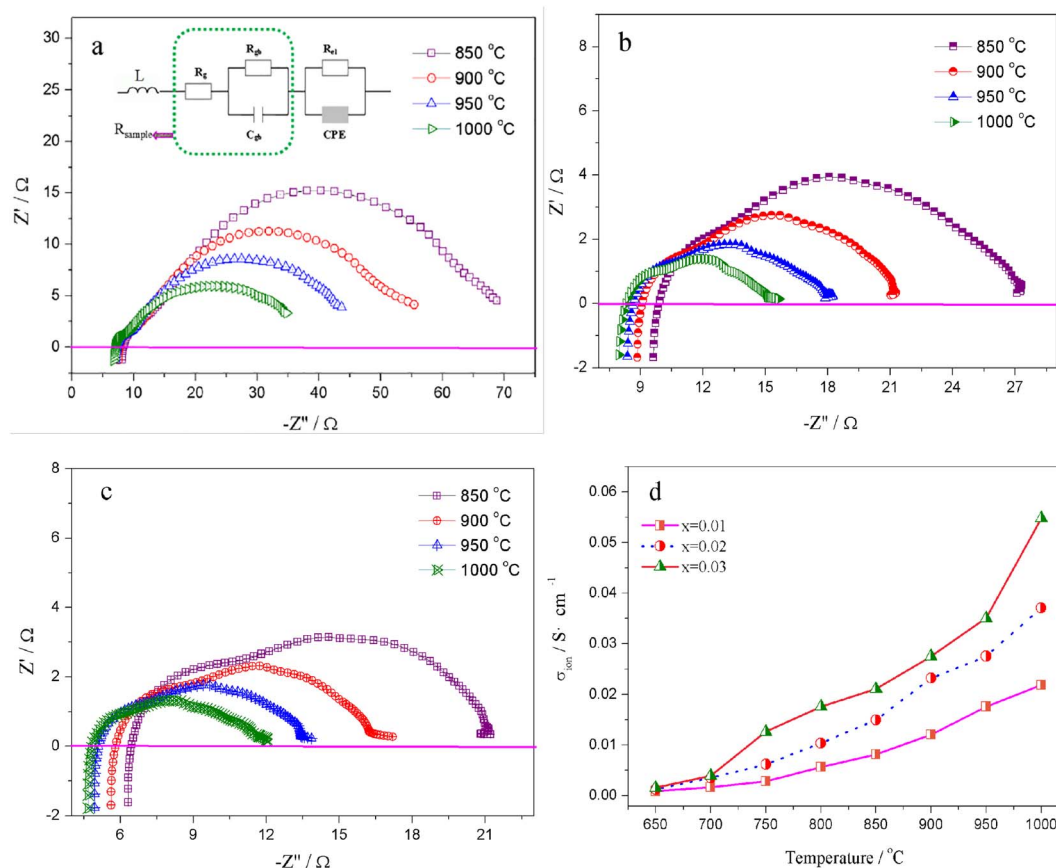 a
30
25
20
15
10
5
0
Z' / Ω
0 10 20 30 40 50 60 70
-Z'' / Ω
850 °C
900 °C
950 °C
1000 °C
L
R_g
R_gb
C_gb
R_el
CPE
R_sample
b
8
6
4
2
0
-2
Z' / Ω
9 12 15 18 21 24 27
-Z'' / Ω
850 °C
900 °C
950 °C
1000 °C
c
8
6
4
2
0
-2
Z' / Ω
6 9 12 15 18 21
-Z'' / Ω
850 °C
900 °C
950 °C
1000 °C
d
0.06
0.05
0.04
0.03
0.02
0.01
0.00
σ_ion / S· cm⁻¹
650 700 750 800 850 900 950 1000
Temperature / °C
x=0.01
x=0.02
x=0.03